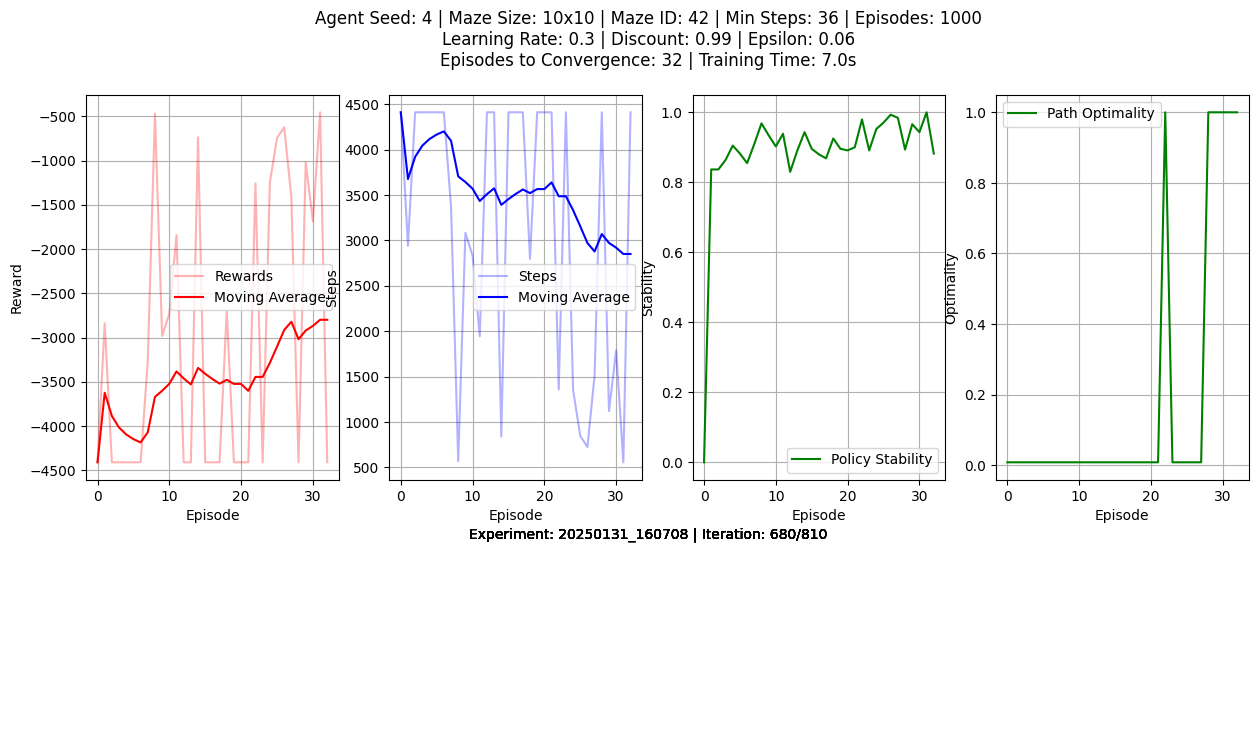 Agent Seed: 4 | Maze Size: 10x10 | Maze ID: 42 | Min Steps: 36 | Episodes: 1000
Learning Rate: 0.3 | Discount: 0.99 | Epsilon: 0.06
Episodes to Convergence: 32 | Training Time: 7.0s
Reward
−500
−1000
−1500
−2000
−2500
−3000
−3500
−4000
−4500
Rewards
Moving Average
0
10
20
30
Episode
Steps
4500
4000
3500
3000
2500
2000
1500
1000
500
Steps
Moving Average
0
10
20
30
Episode
Stability
1.0
0.8
0.6
0.4
0.2
0.0
Policy Stability
0
10
20
30
Episode
Optimality
1.0
0.8
0.6
0.4
0.2
0.0
Path Optimality
0
10
20
30
Episode
Experiment: 20250131_160708 | Iteration: 680/810